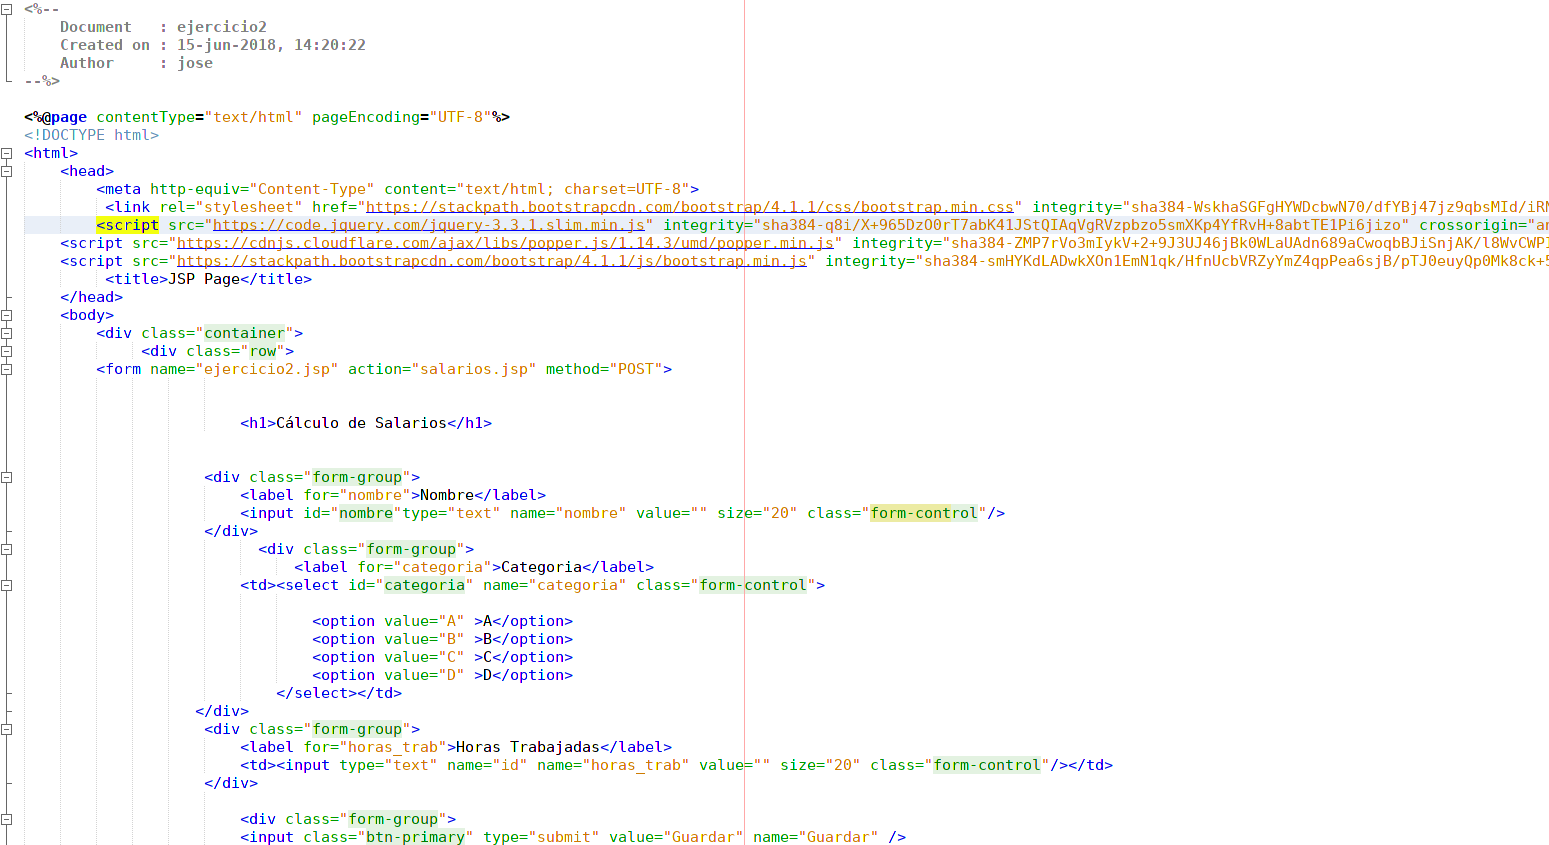 <%--
Document : ejercicio2
Created on : 15-jun-2018, 14:20:22
Author : jose
--%>
<%@page contentType="text/html" pageEncoding="UTF-8"%>
<!DOCTYPE html>
<html>
<head>
<meta http-equiv="Content-Type" content="text/html; charset=UTF-8">
<link rel="stylesheet" href="https://stackpath.bootstrapcdn.com/bootstrap/4.1.1/css/bootstrap.min.css" integrity="sha384-WskhaSGFgHYWDcbwN70/dfYBj47jz9qbsMId/iRN
<script src="https://code.jquery.com/jquery-3.3.1.slim.min.js" integrity="sha384-q8i/X+965DzO0rT7abK41JStQIAqVgRVzpbzo5smXKp4YfRvH+8abtTE1Pi6jizo" crossorigin="an
<script src="https://cdnjs.cloudflare.com/ajax/libs/popper.js/1.14.3/umd/popper.min.js" integrity="sha384-ZMP7rVo3mIykV+2+9J3UJ46jBk0WLaUAdn689aCwoqbBJiSnjAK/l8WvCWPI
<script src="https://stackpath.bootstrapcdn.com/bootstrap/4.1.1/js/bootstrap.min.js" integrity="sha384-smHYKdLADwkXOn1EmN1qk/HfnUcbVRZyYmZ4qpPea6sjB/pTJ0euyQp0Mk8ck+5
<title>JSP Page</title>
</head>
<body>
<div class="container">
<div class="row">
<form name="ejercicio2.jsp" action="salarios.jsp" method="POST">
<h1>Cálculo de Salarios</h1>
<div class="form-group">
<label for="nombre">Nombre</label>
<input id="nombre"type="text" name="nombre" value="" size="20" class="form-control"/>
</div>
<div class="form-group">
<label for="categoria">Categoria</label>
<td><select id="categoria" name="categoria" class="form-control">
<option value="A" >A</option>
<option value="B" >B</option>
<option value="C" >C</option>
<option value="D" >D</option>
</select></td>
</div>
<div class="form-group">
<label for="horas_trab">Horas Trabajadas</label>
<td><input type="text" name="id" name="horas_trab" value="" size="20" class="form-control"/></td>
</div>
<div class="form-group">
<input class="btn-primary" type="submit" value="Guardar" name="Guardar" />